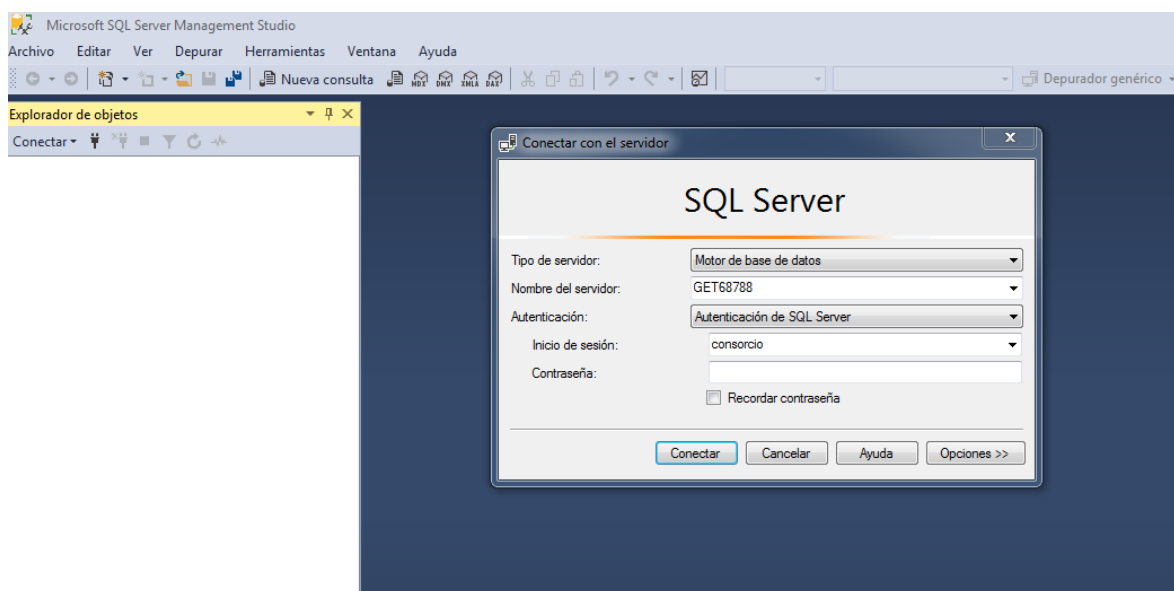 Microsoft SQL Server Management Studio
Archivo Editar Ver Depurar Herramientas Ventana Ayuda
Nueva consulta MDX DMX XMLA DAX Depurador genérico
Explorador de objetos
Conectar
Conectar con el servidor
SQL Server
Tipo de servidor: Motor de base de datos
Nombre del servidor: GET68788
Autenticación: Autenticación de SQL Server
Inicio de sesión: consorcio
Contraseña:
Recordar contraseña
Conectar Cancelar Ayuda Opciones >>